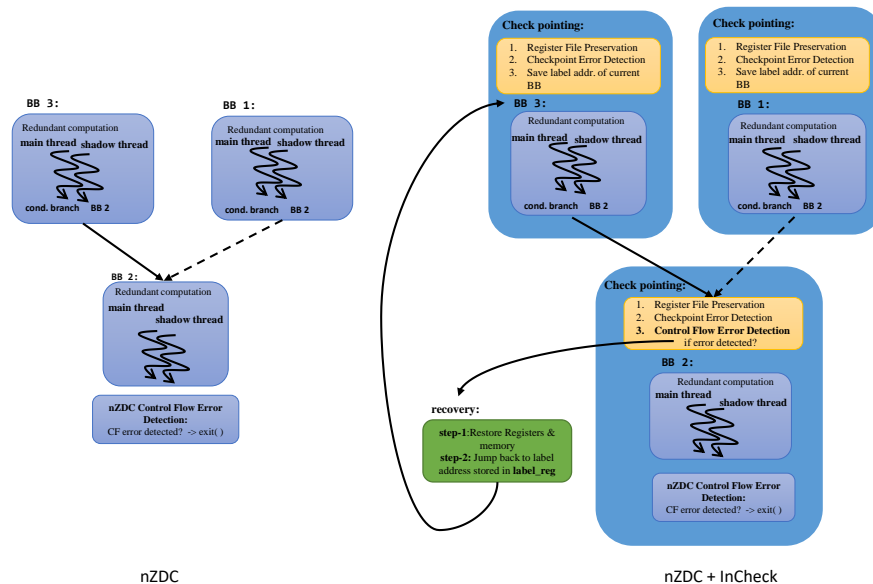 BB 3:
Redundant computation
main thread shadow thread
cond. branch BB 2
BB 1:
Redundant computation
main thread shadow thread
cond. branch BB 2
BB 2:
Redundant computation
main thread
shadow thread
nZDC Control Flow Error
Detection:
CF error detected? -> exit( )
nZDC
Check pointing:
1. Register File Preservation
2. Checkpoint Error Detection
3. Save label addr. of current
BB
BB 3:
Redundant computation
main thread shadow thread
cond. branch BB 2
Check pointing:
1. Register File Preservation
2. Checkpoint Error Detection
3. Save label addr. of current
BB
BB 1:
Redundant computation
main thread shadow thread
cond. branch BB 2
Check pointing:
1. Register File Preservation
2. Checkpoint Error Detection
3. Control Flow Error Detection
if error detected?
BB 2:
Redundant computation
main thread
shadow thread
nZDC Control Flow Error
Detection:
CF error detected? -> exit( )
recovery:
step-1:Restore Registers &
memory
step-2: Jump back to label
address stored in label_reg
nZDC + InCheck